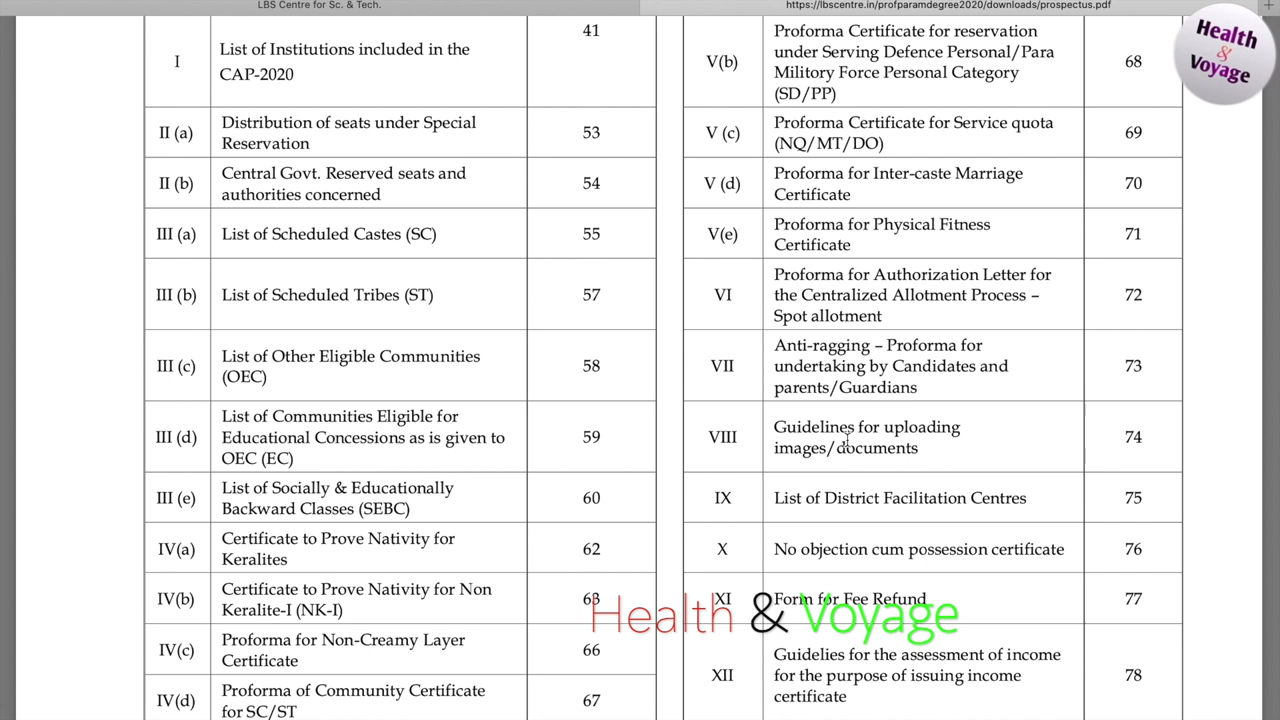 LBS Centre for Sc. & Tech.
https://lbscentre.in/profparamdegree2020/downloads/prospectus.pdf
Health
&
Voyage
I
List of Institutions included in the
CAP-2020
41
II (a)
Distribution of seats under Special
Reservation
53
II (b)
Central Govt. Reserved seats and
authorities concerned
54
III (a)
List of Scheduled Castes (SC)
55
III (b)
List of Scheduled Tribes (ST)
57
III (c)
List of Other Eligible Communities
(OEC)
58
III (d)
List of Communities Eligible for
Educational Concessions as is given to
OEC (EC)
59
III (e)
List of Socially & Educationally
Backward Classes (SEBC)
60
IV(a)
Certificate to Prove Nativity for
Keralites
62
IV(b)
Certificate to Prove Nativity for Non
Keralite-I (NK-I)
63
IV(c)
Proforma for Non-Creamy Layer
Certificate
66
IV(d)
Proforma of Community Certificate
for SC/ST
67
V(b)
Proforma Certificate for reservation
under Serving Defence Personal/Para
Military Force Personal Category
(SD/PP)
68
V (c)
Proforma Certificate for Service quota
(NQ/MT/DO)
69
V (d)
Proforma for Inter-caste Marriage
Certificate
70
V(e)
Proforma for Physical Fitness
Certificate
71
VI
Proforma for Authorization Letter for
the Centralized Allotment Process –
Spot allotment
72
VII
Anti-ragging – Proforma for
undertaking by Candidates and
parents/Guardians
73
VIII
Guidelines for uploading
images/documents
74
IX
List of District Facilitation Centres
75
X
No objection cum possession certificate
76
XI
Form for Fee Refund
77
XII
Guidelies for the assessment of income
for the purpose of issuing income
certificate
78
Health & Voyage